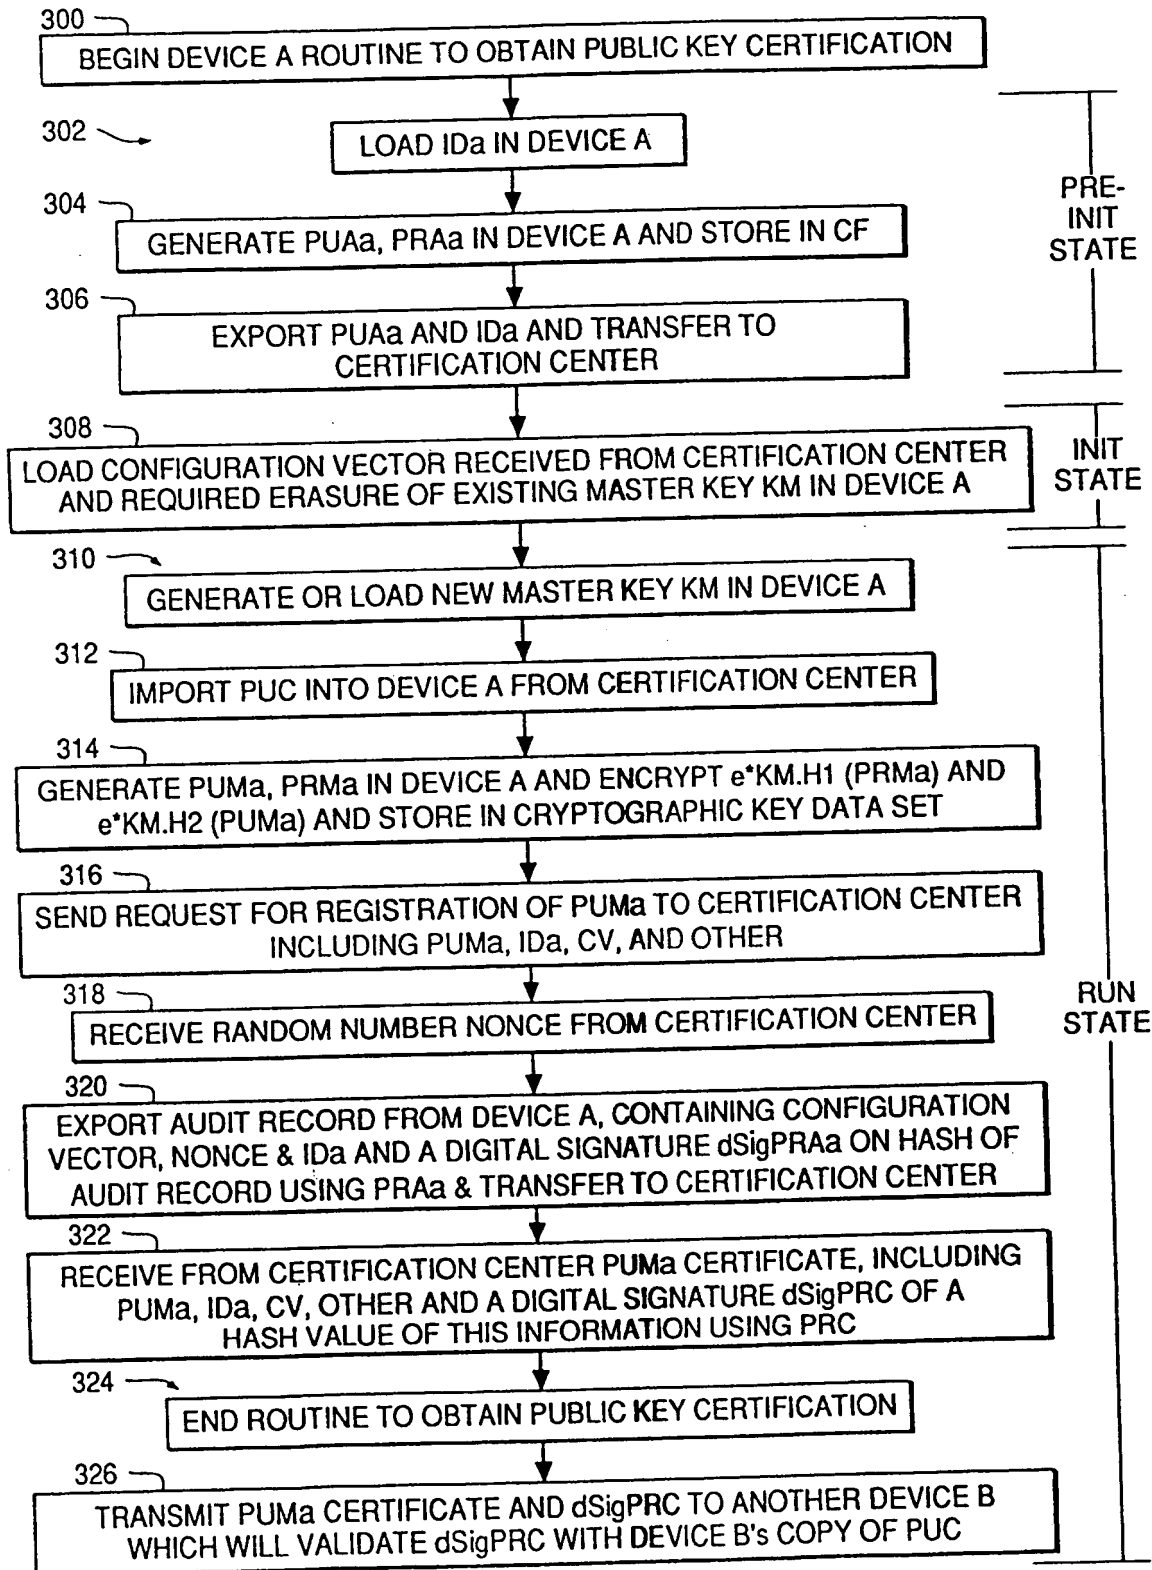 300
BEGIN DEVICE A ROUTINE TO OBTAIN PUBLIC KEY CERTIFICATION
302
LOAD IDa IN DEVICE A
304
GENERATE PUAa, PRAa IN DEVICE A AND STORE IN CF
306
EXPORT PUAa AND IDa AND TRANSFER TO
CERTIFICATION CENTER
PRE-
INIT
STATE
308
LOAD CONFIGURATION VECTOR RECEIVED FROM CERTIFICATION CENTER
AND REQUIRED ERASURE OF EXISTING MASTER KEY KM IN DEVICE A
INIT
STATE
310
GENERATE OR LOAD NEW MASTER KEY KM IN DEVICE A
312
IMPORT PUC INTO DEVICE A FROM CERTIFICATION CENTER
314
GENERATE PUMa, PRMa IN DEVICE A AND ENCRYPT e*KM.H1 (PRMa) AND
e*KM.H2 (PUMa) AND STORE IN CRYPTOGRAPHIC KEY DATA SET
316
SEND REQUEST FOR REGISTRATION OF PUMa TO CERTIFICATION CENTER
INCLUDING PUMa, IDa, CV, AND OTHER
318
RECEIVE RANDOM NUMBER NONCE FROM CERTIFICATION CENTER
RUN
STATE
320
EXPORT AUDIT RECORD FROM DEVICE A, CONTAINING CONFIGURATION
VECTOR, NONCE & IDa AND A DIGITAL SIGNATURE dSigPRAa ON HASH OF
AUDIT RECORD USING PRAa & TRANSFER TO CERTIFICATION CENTER
322
RECEIVE FROM CERTIFICATION CENTER PUMa CERTIFICATE, INCLUDING
PUMa, IDa, CV, OTHER AND A DIGITAL SIGNATURE dSigPRC OF A
HASH VALUE OF THIS INFORMATION USING PRC
324
END ROUTINE TO OBTAIN PUBLIC KEY CERTIFICATION
326
TRANSMIT PUMa CERTIFICATE AND dSigPRC TO ANOTHER DEVICE B
WHICH WILL VALIDATE dSigPRC WITH DEVICE B's COPY OF PUC